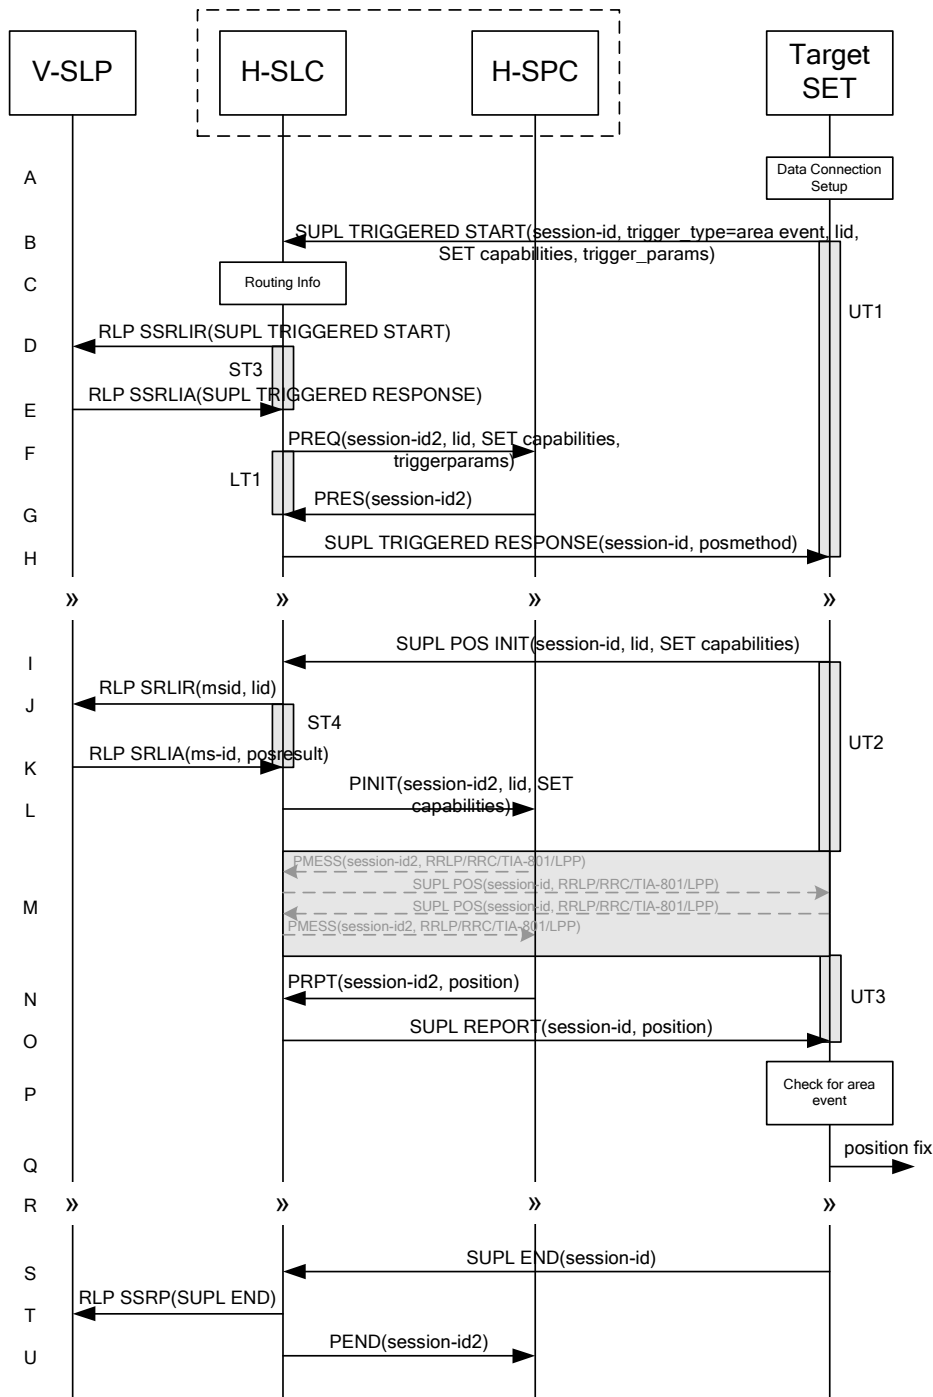 V-SLP
H-SLC
H-SPC
Target
SET
A
Data Connection
Setup
B
SUPL TRIGGERED START(session-id, trigger_type=area event, lid,
SET capabilities, trigger_params)
C
Routing Info
UT1
D
RLP SSRLIR(SUPL TRIGGERED START)
ST3
E
RLP SSRLIA(SUPL TRIGGERED RESPONSE)
F
PREQ(session-id2, lid, SET capabilities,
triggerparams)
LT1
G
PRES(session-id2)
H
SUPL TRIGGERED RESPONSE(session-id, posmethod)
» » » »
I
SUPL POS INIT(session-id, lid, SET capabilities)
J
RLP SRLIR(msid, lid)
ST4
UT2
K
RLP SRLIA(ms-id, posresult)
L
PINIT(session-id2, lid, SET
capabilities)
PMESS(session-id2, RRLP/RRC/TIA-801/LPP)
SUPL POS(session-id, RRLP/RRC/TIA-801/LPP)
M
SUPL POS(session-id, RRLP/RRC/TIA-801/LPP)
PMESS(session-id2, RRLP/RRC/TIA-801/LPP)
N
PRPT(session-id2, position)
UT3
O
SUPL REPORT(session-id, position)
P
Check for area
event
Q
position fix
R » » » »
S
SUPL END(session-id)
T
RLP SSRP(SUPL END)
U
PEND(session-id2)